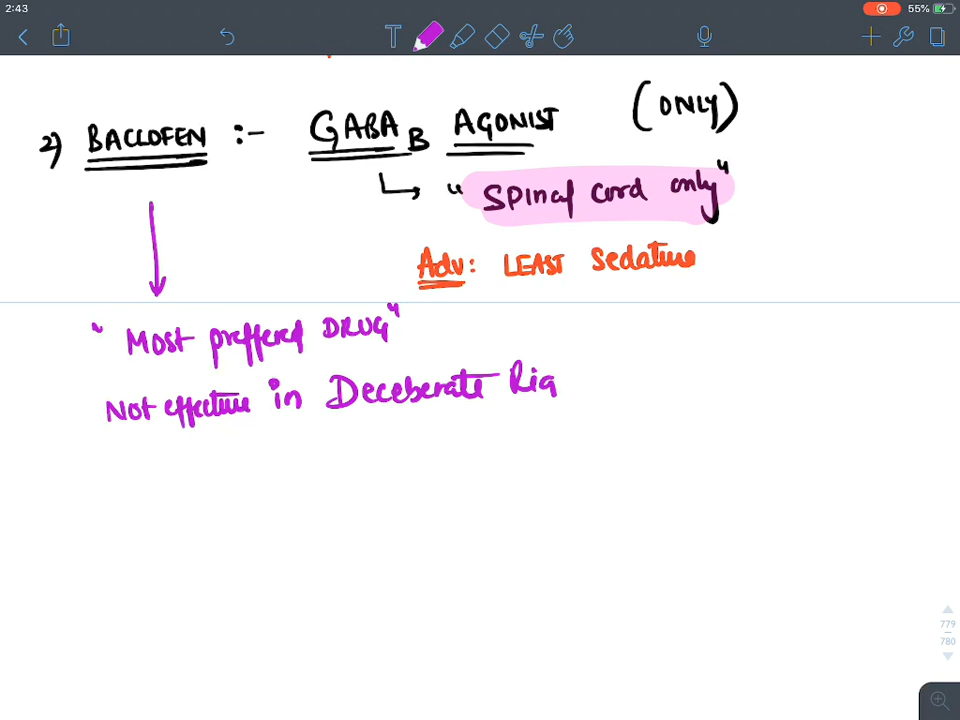 2:43
55%
T
2) BACLOFEN :- GABA B AGONIST (ONLY)
" Spinal cord only "
Adv: LEAST Sedative
" Most preffered DRUG "
Not effective in Deceberate Rig
779
780